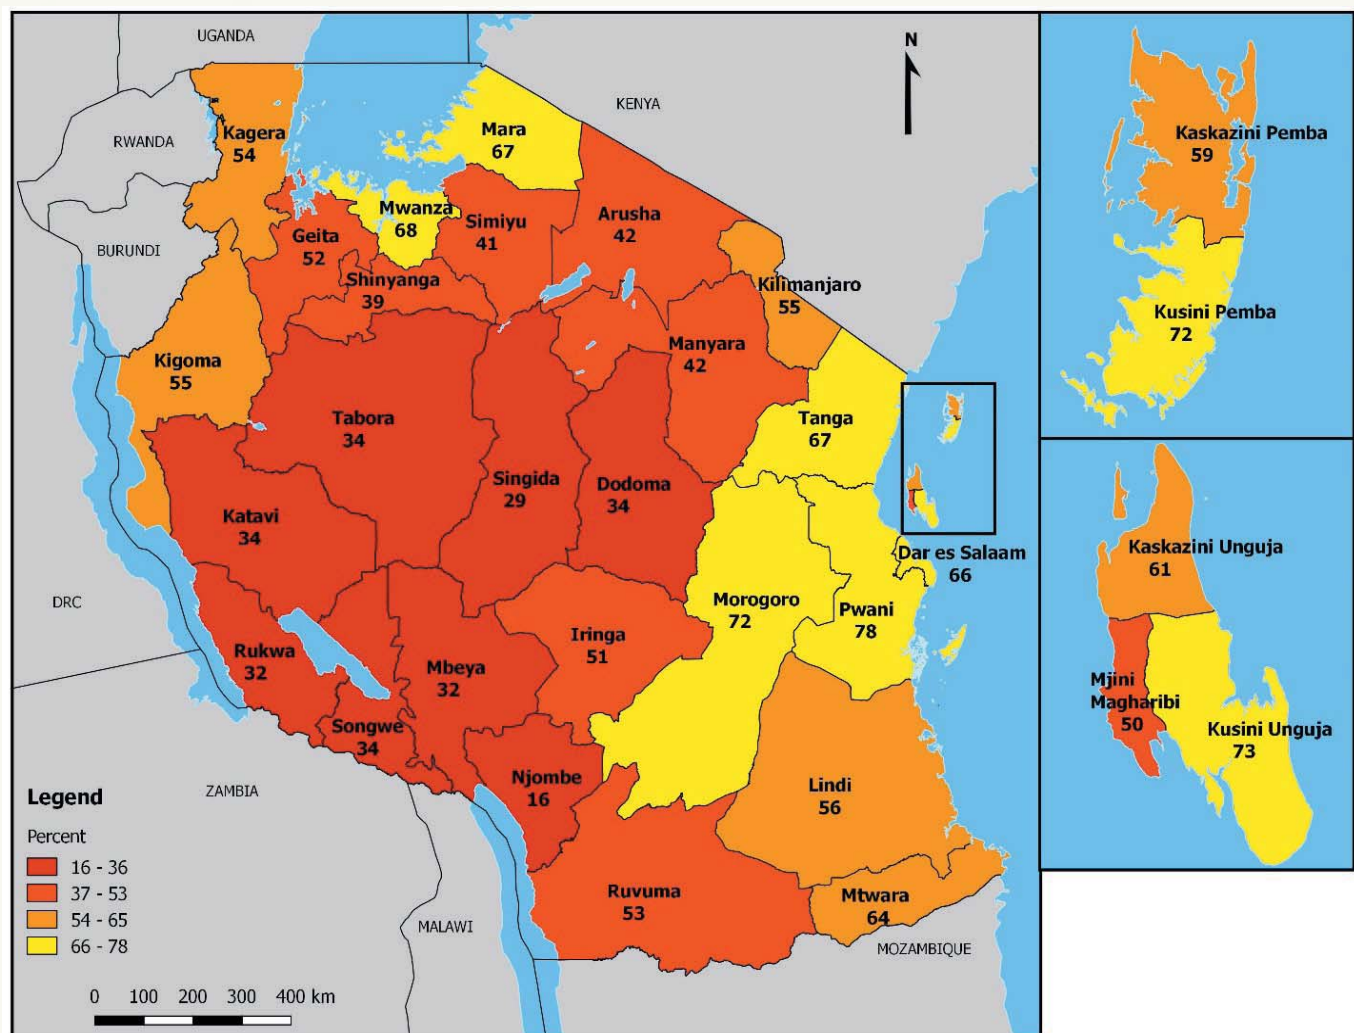 UGANDA
N
KENYA
RWANDA
BURUNDI
DRC
ZAMBIA
MALAWI
MOZAMBIQUE
Kagera
54
Mara
67
Mwanza
68
Simiyu
41
Arusha
42
Geita
52
Shinyanga
39
Kilimanjaro
55
Kigoma
55
Manyara
42
Tabora
34
Tanga
67
Singida
29
Dodoma
34
Katavi
34
Dar es Salaam
66
Morogoro
72
Pwani
78
Iringa
51
Rukwa
32
Mbeya
32
Songwe
34
Njombe
16
Lindi
56
Ruvuma
53
Mtwara
64
Kaskazini Pemba
59
Kusini Pemba
72
Kaskazini Unguja
61
Mjini
Magharibi
50
Kusini Unguja
73
Legend
Percent
16 - 36
37 - 53
54 - 65
66 - 78
0 100 200 300 400 km